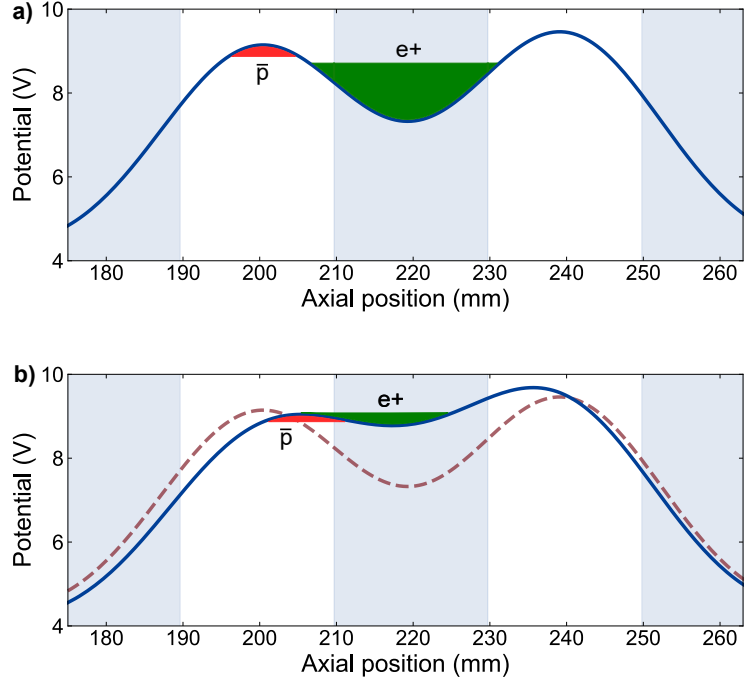 a)
10
8
6
4
Potential (V)
e+
p̅
180 190 200 210 220 230 240 250 260
Axial position (mm)
b)
10
8
6
4
Potential (V)
e+
p̅
180 190 200 210 220 230 240 250 260
Axial position (mm)